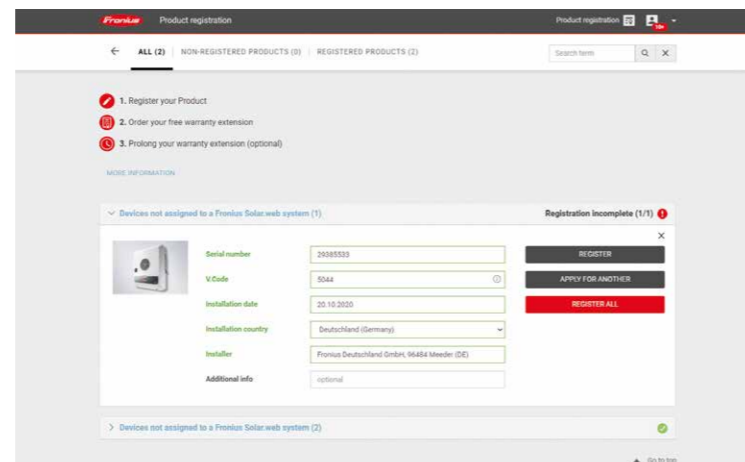 Fronius Product registration Product registration
ALL (2) NON-REGISTERED PRODUCTS (0) REGISTERED PRODUCTS (2) Search term
1. Register your Product
2. Order your free warranty extension
3. Prolong your warranty extension (optional)
MORE INFORMATION
Devices not assigned to a Fronius Solar.web system (1) Registration incomplete (1/1)
Serial number 29385533 REGISTER
V.Code 5044 APPLY FOR ANOTHER
Installation date 20.10.2020 REGISTER ALL
Installation country Deutschland (Germany)
Installer Fronius Deutschland GmbH, 96484 Meeder (DE)
Additional info optional
Devices not assigned to a Fronius Solar.web system (2)
Go to top